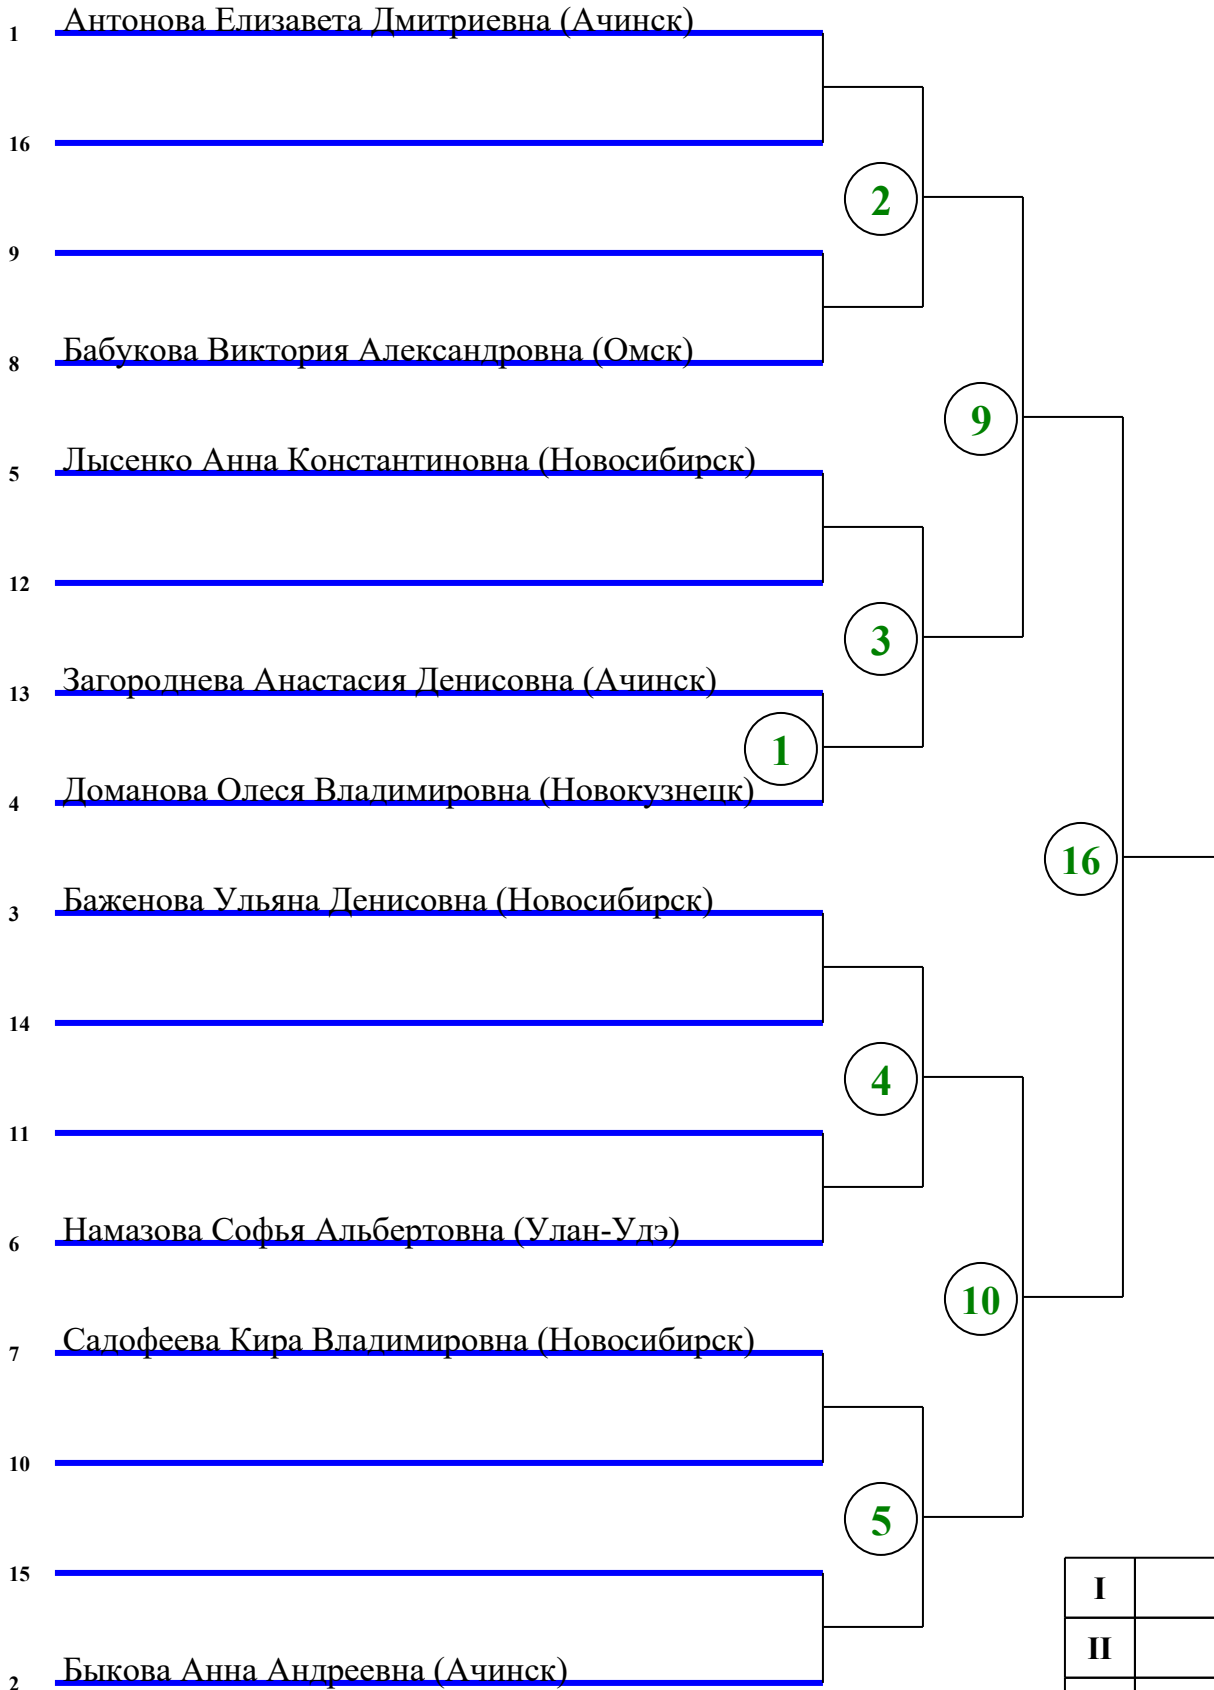 1 Антонова Елизавета Дмитриевна (Ачинск)
16
2
9
8 Бабукова Виктория Александровна (Омск)
9
5 Лысенко Анна Константиновна (Новосибирск)
12
3
13 Загороднева Анастасия Денисовна (Ачинск)
1
4 Доманова Олеся Владимировна (Новокузнецк)
16
3 Баженова Ульяна Денисовна (Новосибирск)
14
4
11
6 Намазова Софья Альбертовна (Улан-Удэ)
10
7 Садофеева Кира Владимировна (Новосибирск)
10
5
15
I
II
2 Быкова Анна Андреевна (Ачинск)